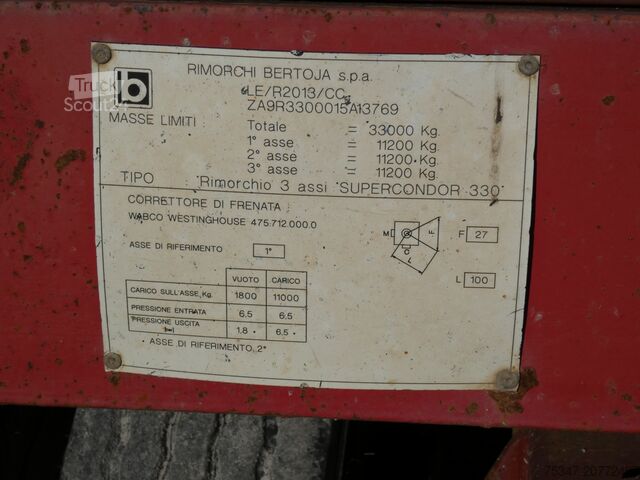 RIMORCHI BERTOJA s.p.a.
b
Truck
Scout24
LE/R2013/CC
ZA9R3300015A13769
MASSE LIMITI :
Totale = 33000 Kg.
1° asse = 11200 Kg.
2° asse = 11200 Kg.
3° asse = 11200 Kg.
TIPO Rimorchio 3 assi "SUPERCONDOR 330"
CORRETTORE DI FRENATA :
WABCO WESTINGHOUSE 475.712.000.0
ASSE DI RIFERIMENTO 1°
M F O L
F 27
L 100
VUOTO CARICO
CARICO SULL'ASSE, Kg. 1800 11000
PRESSIONE ENTRATA 6.5 6.5
PRESSIONE USCITA 1.8 6.5
ASSE DI RIFERIMENTO, 2°